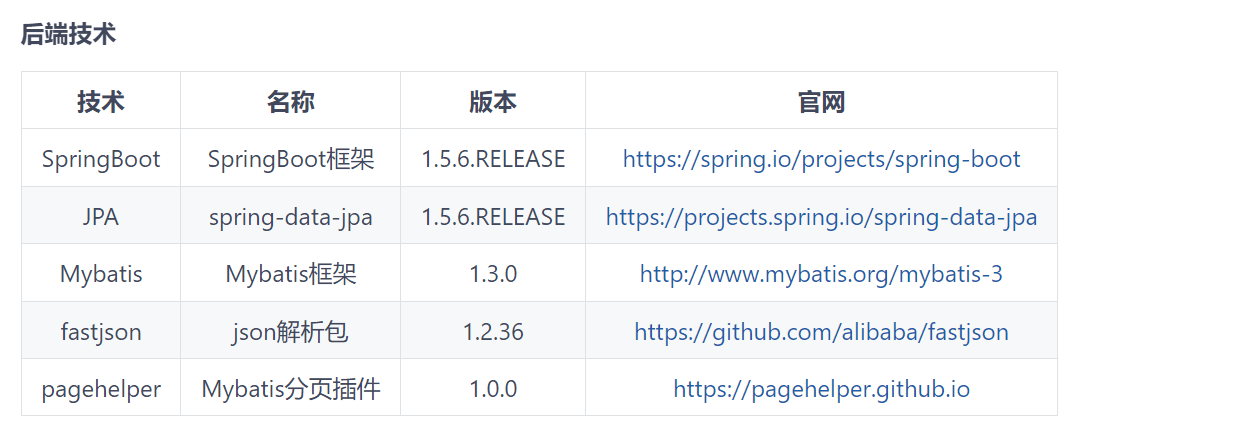 后端技术
技术 名称 版本 官网
SpringBoot SpringBoot框架 1.5.6.RELEASE https://spring.io/projects/spring-boot
JPA spring-data-jpa 1.5.6.RELEASE https://projects.spring.io/spring-data-jpa
Mybatis Mybatis框架 1.3.0 http://www.mybatis.org/mybatis-3
fastjson json解析包 1.2.36 https://github.com/alibaba/fastjson
pagehelper Mybatis分页插件 1.0.0 https://pagehelper.github.io